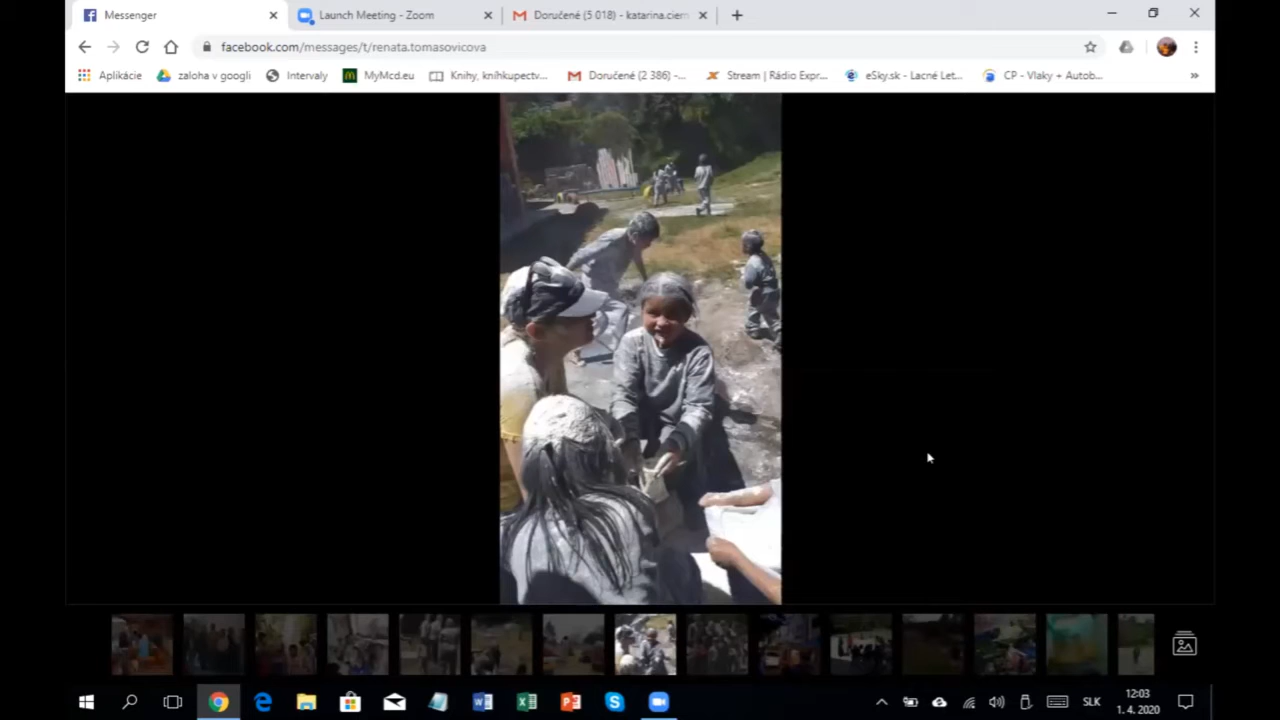 Messenger
Launch Meeting - Zoom
Doručené (5 018) - katarina.ciern
facebook.com/messages/t/renata.tomasovicova
Aplikácie
zaloha v googli
Intervaly
MyMcd.eu
Knihy, kníhkupectv...
Doručené (2 386) -...
Stream | Rádio Expr...
eSky.sk - Lacné Let...
CP - Vlaky + Autob...
SLK
12:03
1. 4. 2020